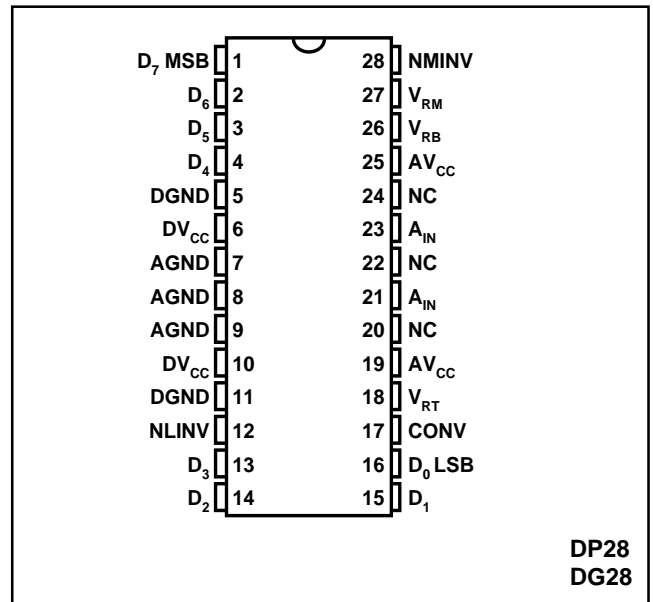 D7 MSB 1 28 NMINV
D6 2 27 VRM
D5 3 26 VRB
D4 4 25 AVCC
DGND 5 24 NC
DVCC 6 23 AIN
AGND 7 22 NC
AGND 8 21 AIN
AGND 9 20 NC
DVCC 10 19 AVCC
DGND 11 18 VRT
NLINV 12 17 CONV
D3 13 16 D0 LSB
D2 14 15 D1
DP28
DG28